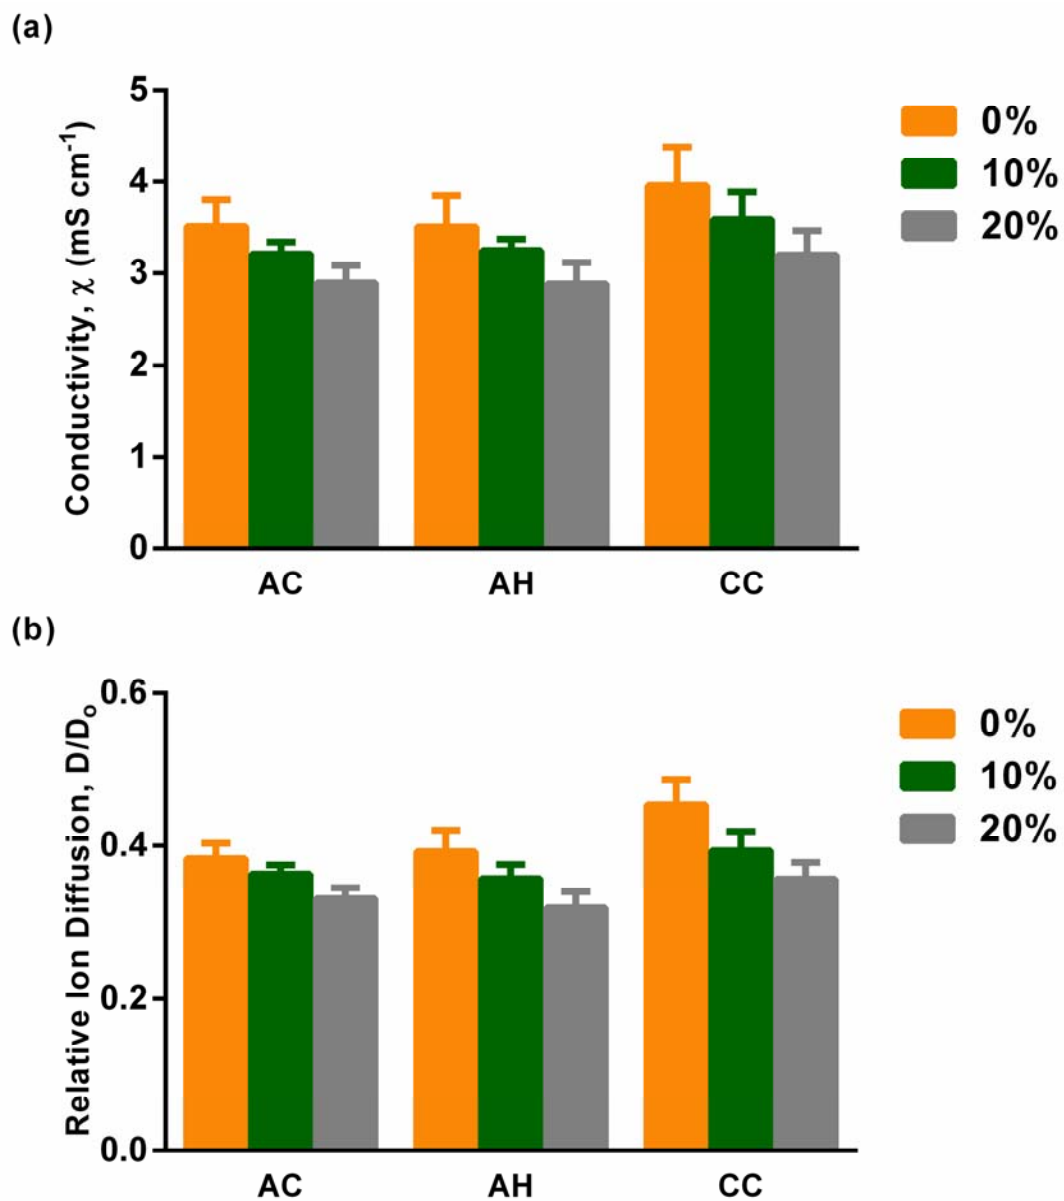 (a)
Conductivity, χ (mS cm⁻¹)
5
4
3
2
1
0
AC AH CC
0%
10%
20%
(b)
Relative Ion Diffusion, D/Dₒ
0.6
0.4
0.2
0.0
AC AH CC
0%
10%
20%